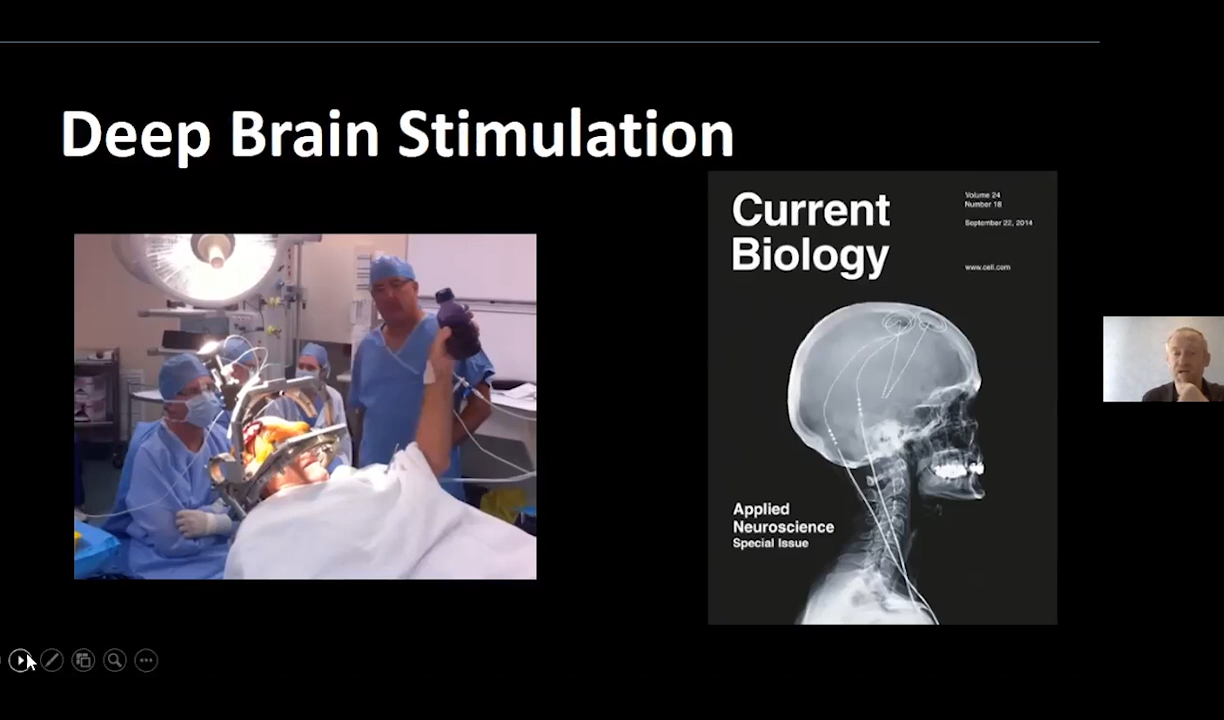 Deep Brain Stimulation
Current
Biology
Volume 24
Number 18
September 22, 2014
www.cell.com
Applied
Neuroscience
Special Issue